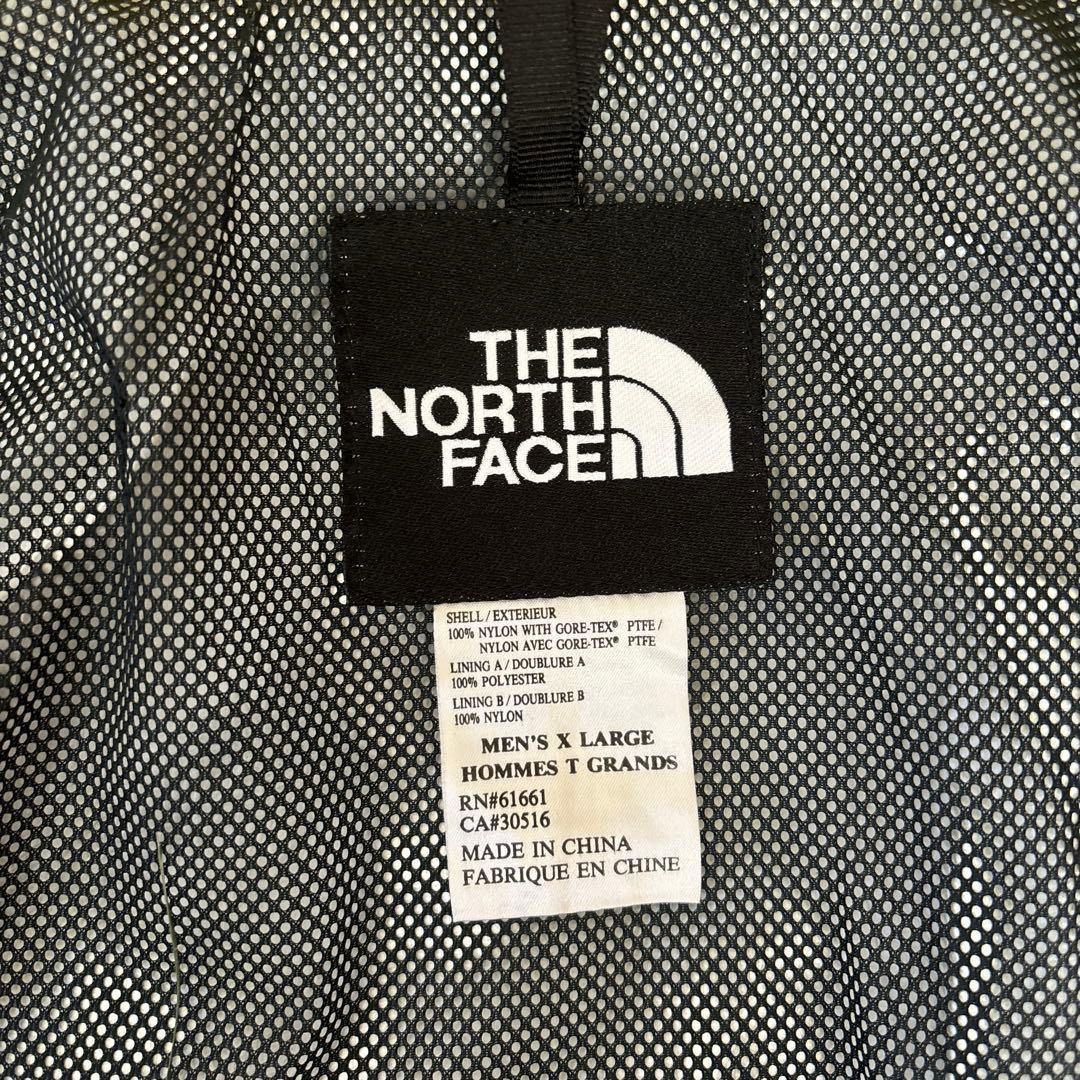 THE
NORTH
FACE
SHELL / EXTERIEUR
100% NYLON WITH GORE-TEX® PTFE /
NYLON AVEC GORE-TEX® PTFE
LINING A / DOUBLURE A
100% POLYESTER
LINING B / DOUBLURE B
100% NYLON
MEN'S X LARGE
HOMMES T GRANDS
RN#61661
CA#30516
MADE IN CHINA
FABRIQUE EN CHINE